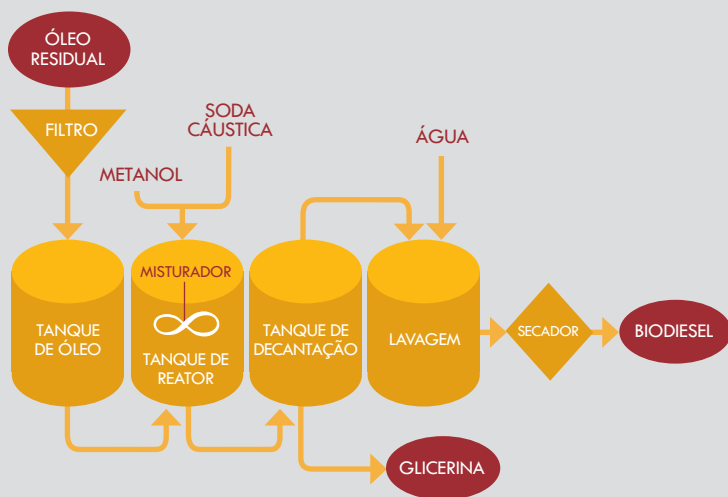 ÓLEO
RESIDUAL
FILTRO
METANOL
SODA
CÁUSTICA
ÁGUA
TANQUE
DE ÓLEO
MISTURADOR
TANQUE DE
REATOR
TANQUE DE
DECANTAÇÃO
LAVAGEM
SECADOR
BIODIESEL
GLICERINA